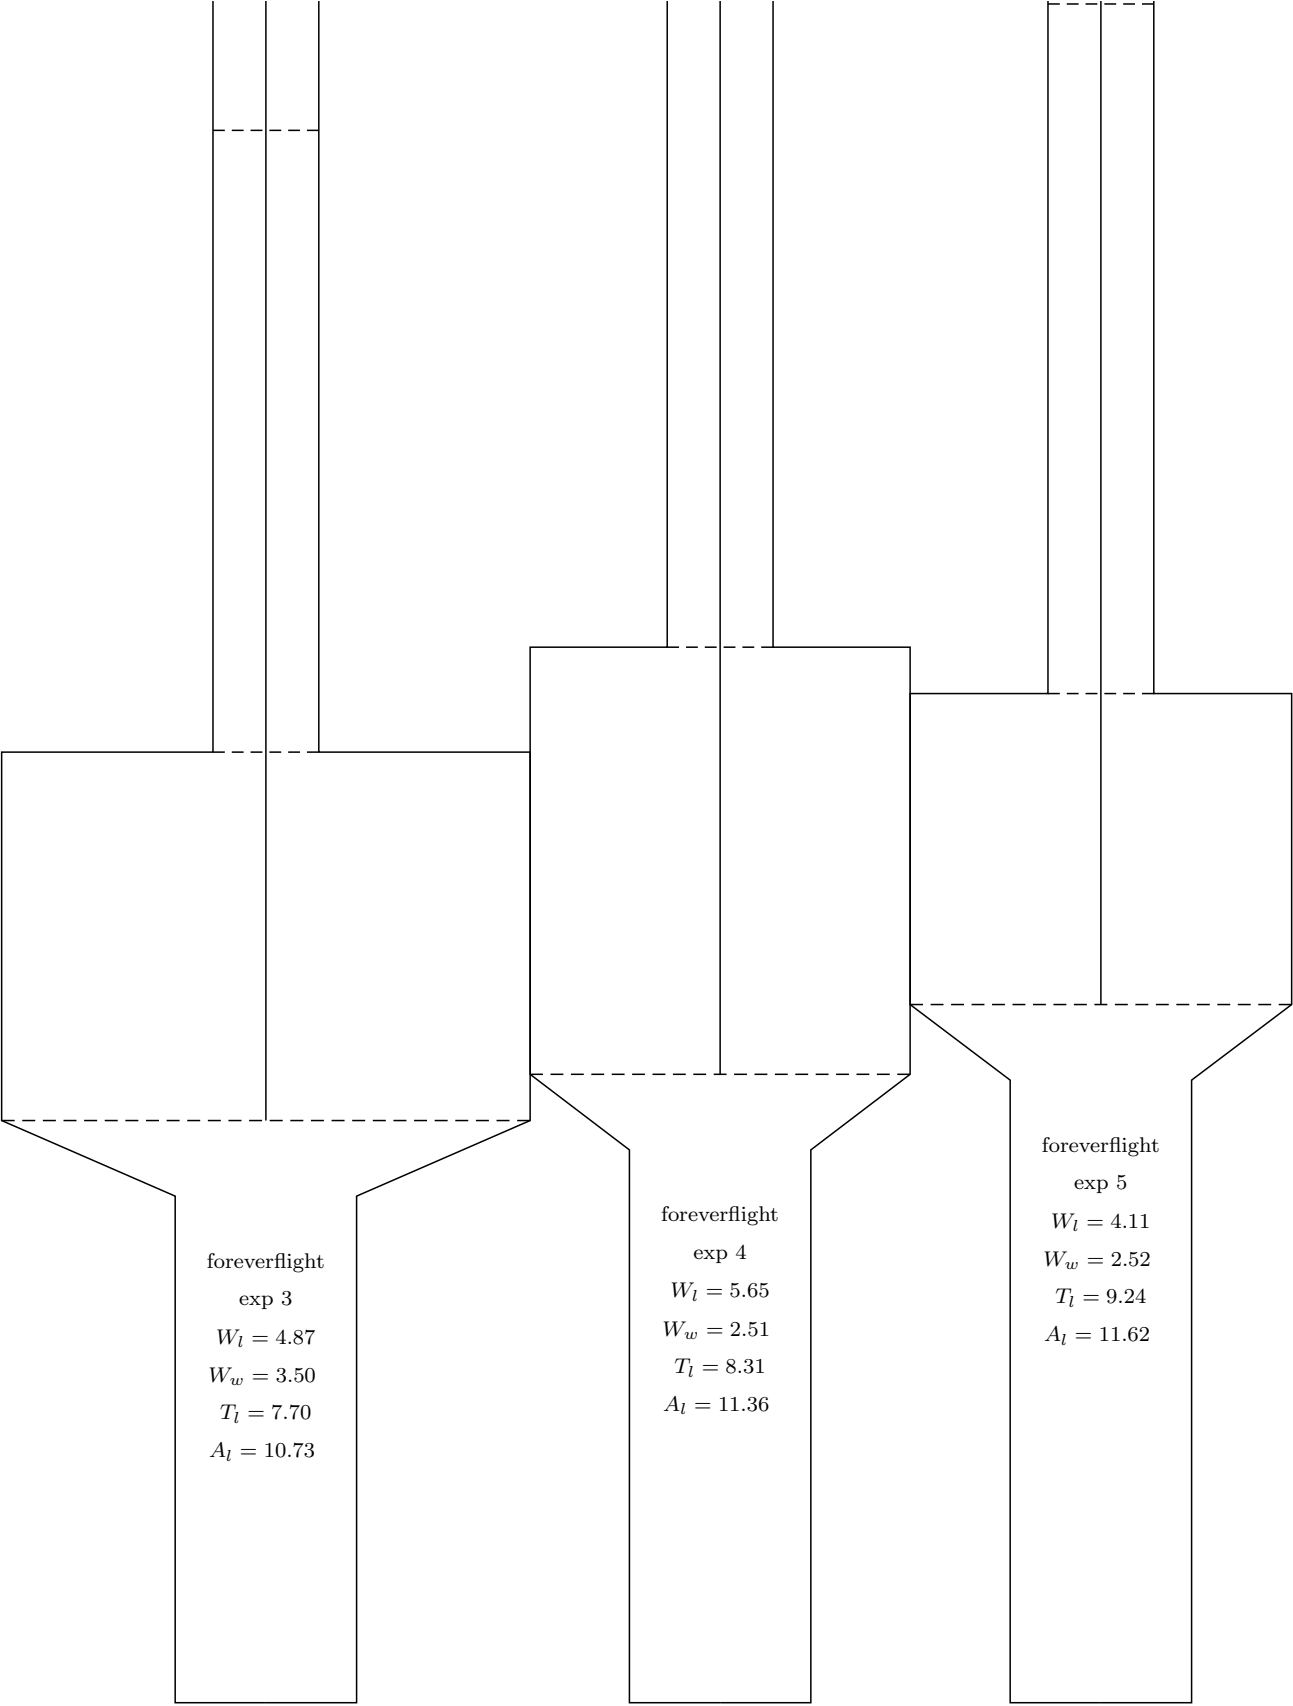 foreverflight
exp 3
W_l = 4.87
W_w = 3.50
T_l = 7.70
A_l = 10.73
foreverflight
exp 4
W_l = 5.65
W_w = 2.51
T_l = 8.31
A_l = 11.36
foreverflight
exp 5
W_l = 4.11
W_w = 2.52
T_l = 9.24
A_l = 11.62